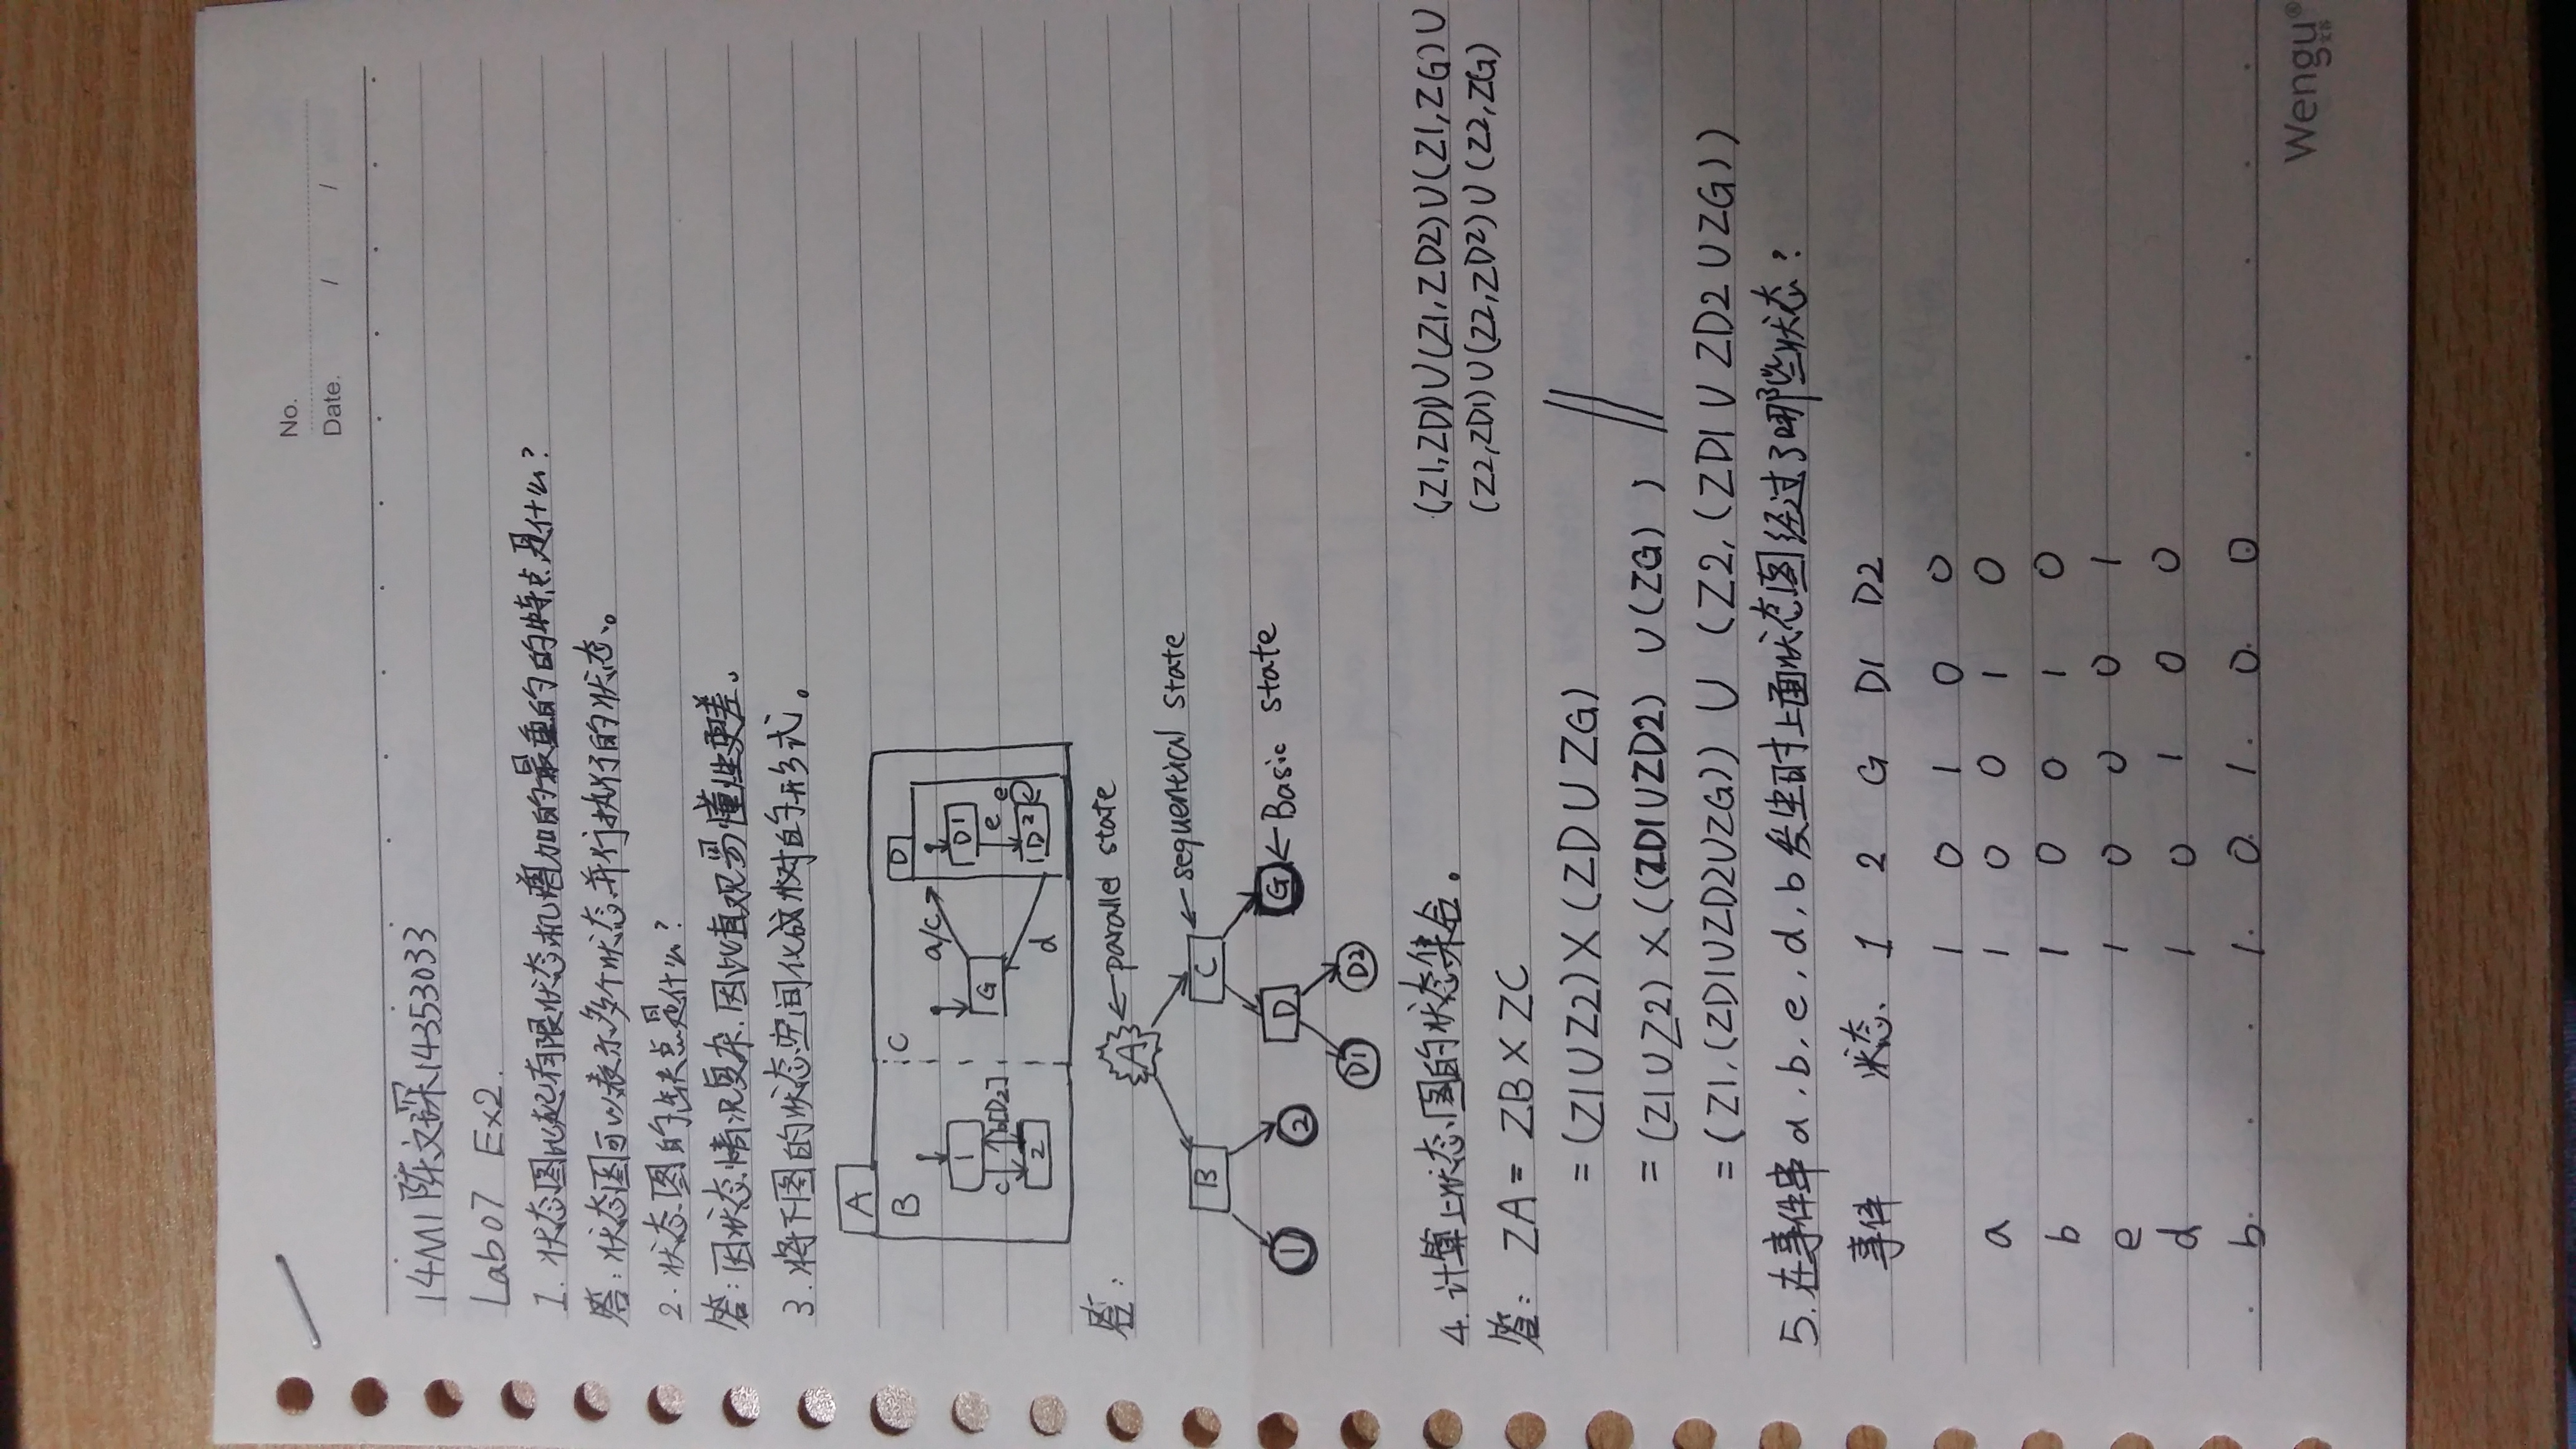 No.
Date. / /
14M1 陈文琛 14353033
Lab07 Ex2.
1. 状态图比起有限状态机增加的最重的的特点是什么?
答:状态图可以表示多个状态并行执行的状态。
2. 状态图的缺点是什么?
答:因状态情况复杂,因此直观易懂性更差。
3. 将下图的状态空间化成树的形式。
A
B C D
1 a/c D1
G
c b[D2] e e
2 D2
d
答:
A ← parallel state
B C ← sequential state
1 2 D G ← Basic state
D1 D2
4. 计算上状态图的状态集合。
(Z1,ZD1)∪(Z1,ZD2)∪(Z1,ZG)∪
(Z2,ZD1)∪(Z2,ZD2)∪(Z2,ZG)
答: ZA = ZB × ZC
= (Z1∪Z2)×(ZD∪ZG)
= (Z1∪Z2)×((ZD1∪ZD2) ∪(ZG))
= (Z1,(ZD1∪ZD2∪ZG)) ∪ (Z2,(ZD1∪ZD2∪ZG))
5. 在事件串 a, b, e, d, b 发生时上面状态图经过了哪些状态?
事件 状态 1 2 G D1 D2
1 0 1 0 0
a 1 0 0 1 0
b 1 0 0 1 0
e 1 0 0 0 1
d 1 0 1 0 0
b 1 0 1 0 0
Wengu®
文谷